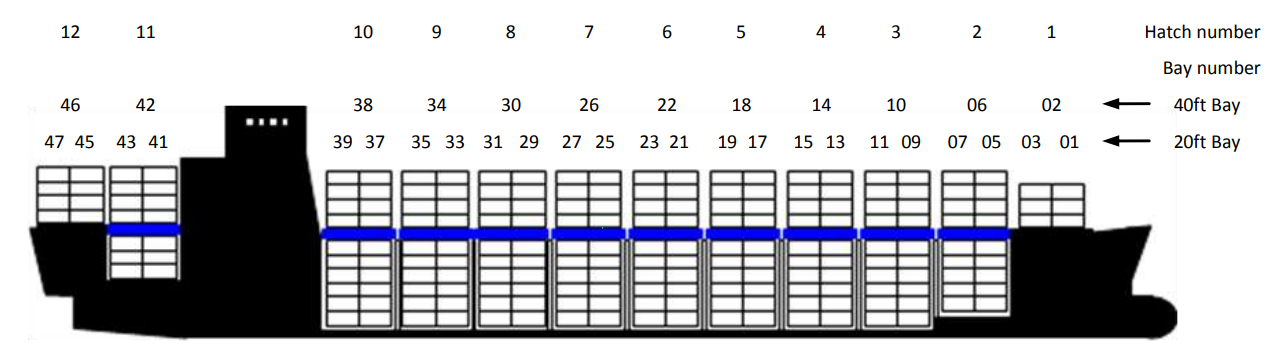 12 11 10 9 8 7 6 5 4 3 2 1 Hatch number
Bay number
46 42 38 34 30 26 22 18 14 10 06 02 40ft Bay
47 45 43 41 39 37 35 33 31 29 27 25 23 21 19 17 15 13 11 09 07 05 03 01 20ft Bay